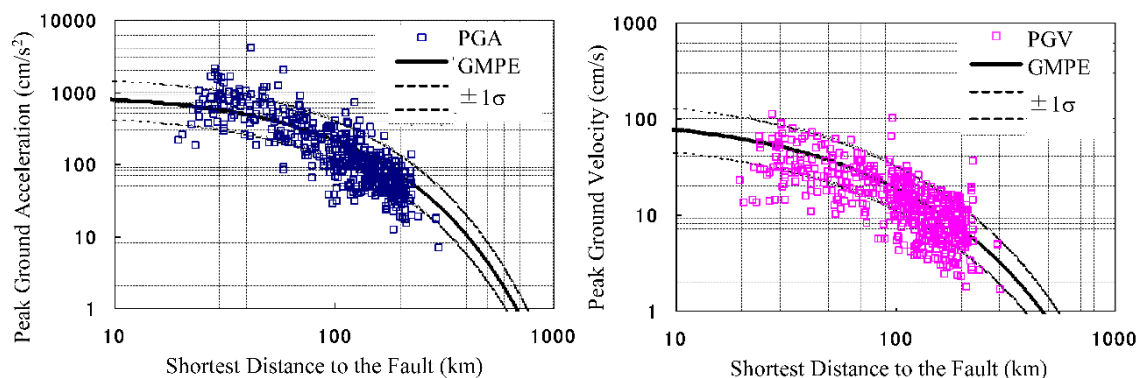 10000
1000
100
10
1
Peak Ground Acceleration (cm/s²)
PGA
GMPE
±1σ
10
100
1000
Shortest Distance to the Fault (km)
1000
100
10
1
Peak Ground Velocity (cm/s)
PGV
GMPE
±1σ
10
100
1000
Shortest Distance to the Fault (km)